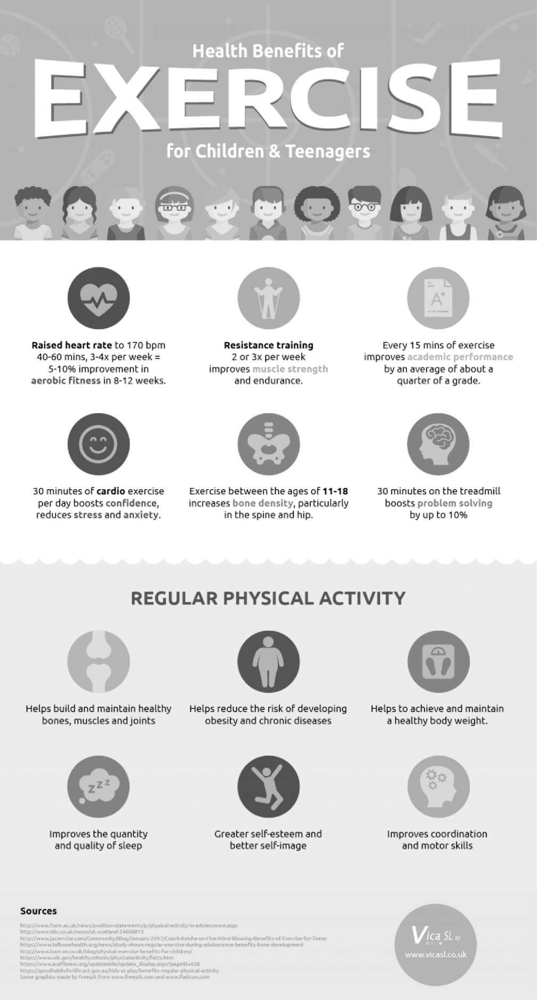 Health Benefits of
EXERCISE
for Children & Teenagers
Raised heart rate to 170 bpm
40-60 mins, 3-4x per week =
5-10% improvement in
aerobic fitness in 8-12 weeks.
Resistance training
2 or 3x per week
improves muscle strength
and endurance.
A+
Every 15 mins of exercise
improves academic performance
by an average of about a
quarter of a grade.
30 minutes of cardio exercise
per day boosts confidence,
reduces stress and anxiety.
Exercise between the ages of 11-18
increases bone density, particularly
in the spine and hip.
30 minutes on the treadmill
boosts problem solving
by up to 10%
REGULAR PHYSICAL ACTIVITY
Helps build and maintain healthy
bones, muscles and joints
Helps reduce the risk of developing
obesity and chronic diseases
Helps to achieve and maintain
a healthy body weight.
zzz
Improves the quantity
and quality of sleep
Greater self-esteem and
better self-image
Improves coordination
and motor skills
Sources
http://www.fsem.ac.uk/news/position-statements/p/physical-activity-in-adolescence.aspx
http://www.bbc.co.uk/news/uk-scotland-24608813
http://www.jazzercise.com/Community/Blog/January-2017/Coach-Keisha-on-Five-Mind-Blowing-Benefits-of-Exercise-for-Teens
https://www.iofbonehealth.org/news/study-shows-regular-exercise-during-adolescence-benefits-bone-development
http://www.kum on.co.uk/blog/physical-exercise-benefits-for-children/
https://www.cdc.gov/healthyschools/physicalactivity/facts.htm
https://www.acefitness.org/updateable/update_display.aspx?pageID=638
https://goodhabitsforlife.act.gov.au/kids-at-play/benefits-regular-physical-activity
Some graphics made by Freepik from www.freepik.com and www.flaticon.com
Vica SL ltd
www.vicasl.co.uk